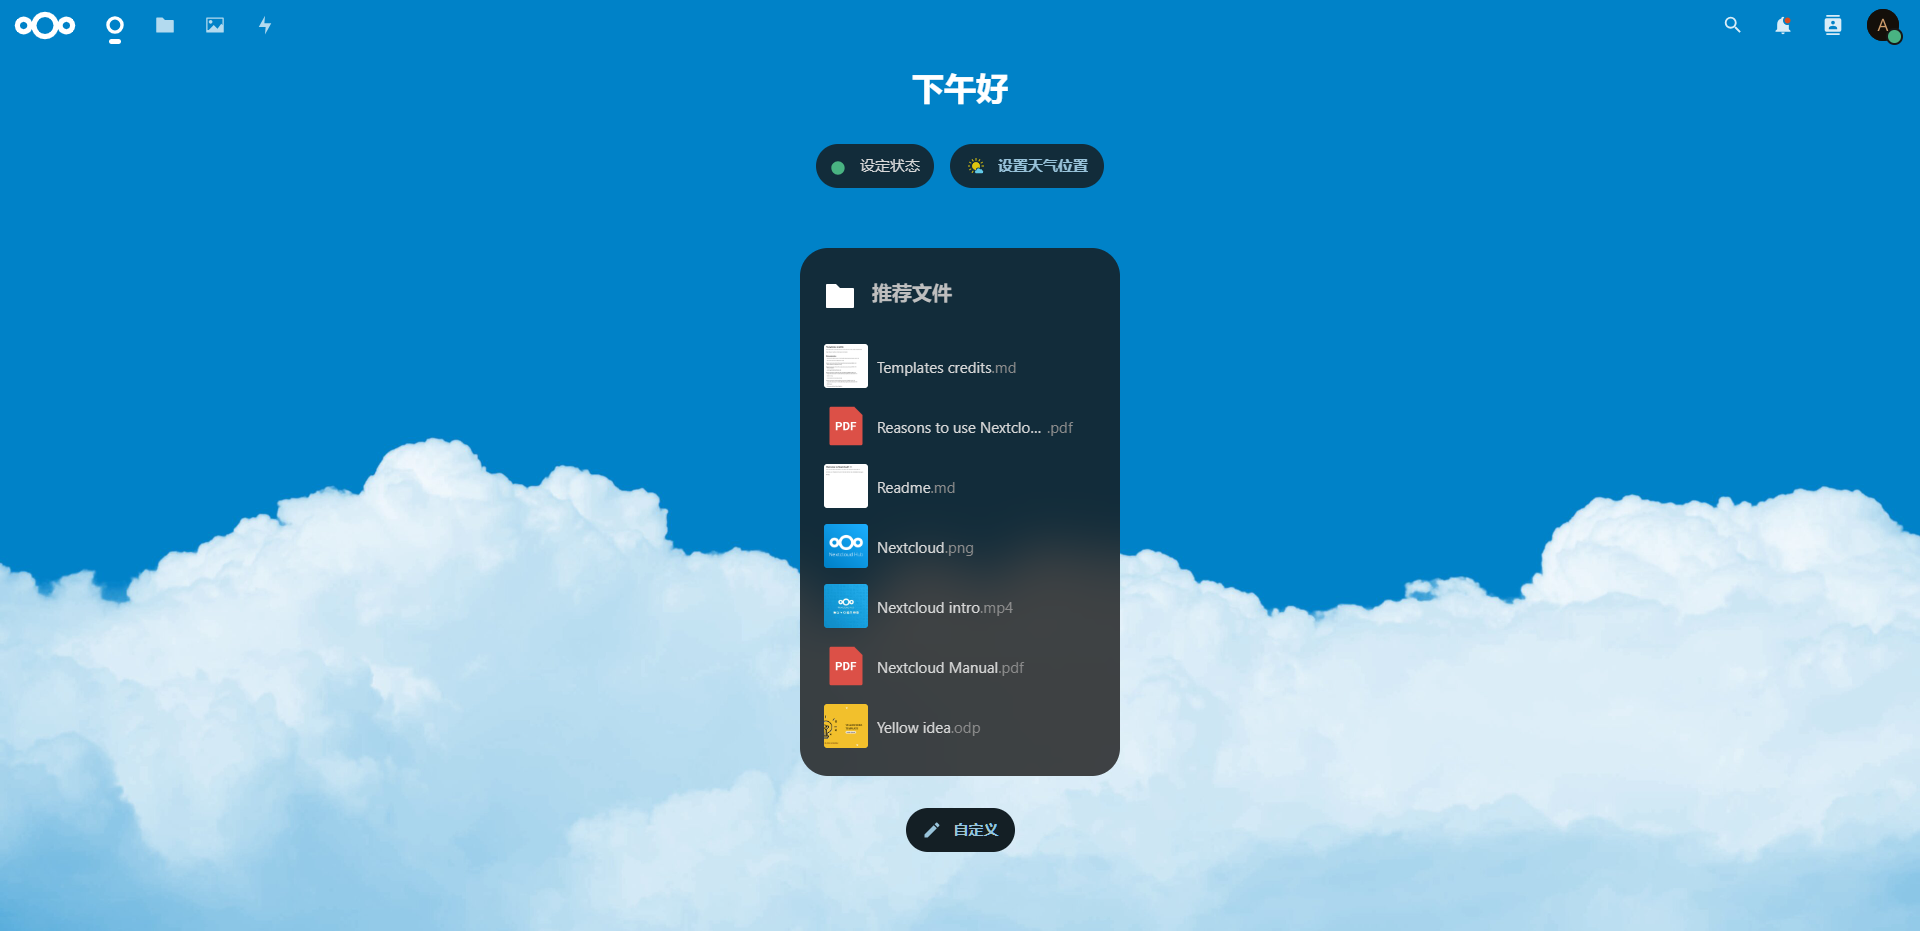 A
下午好
设定状态
设置天气位置
推荐文件
Templates credits.md
PDF
Reasons to use Nextclo... .pdf
Readme.md
Nextcloud.png
Nextcloud intro.mp4
PDF
Nextcloud Manual.pdf
Yellow idea.odp
自定义